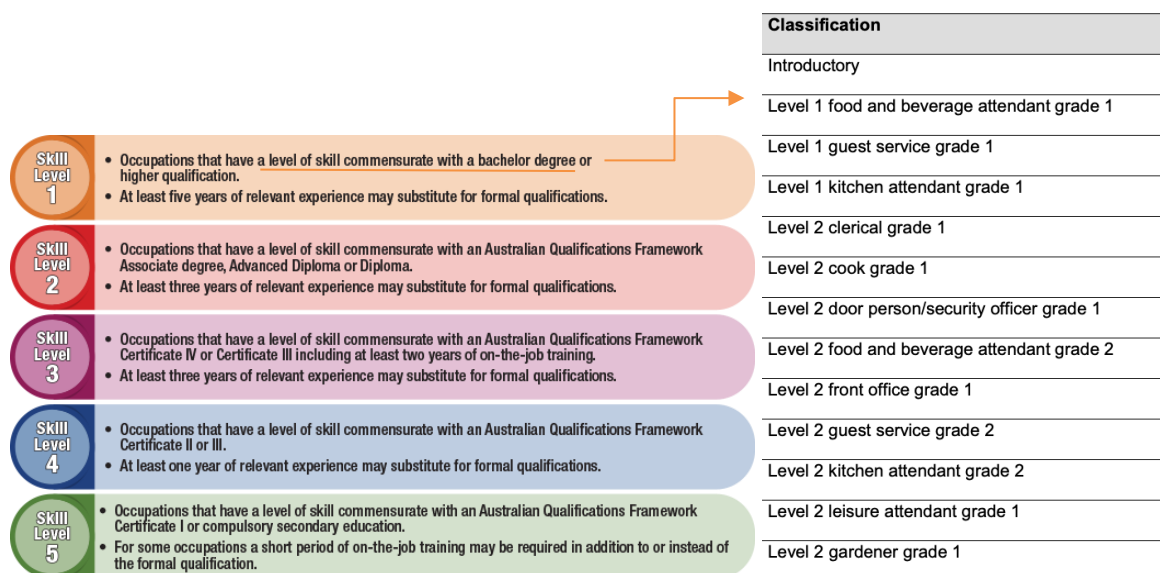 Skill
Level
1
• Occupations that have a level of skill commensurate with a bachelor degree or
higher qualification.
• At least five years of relevant experience may substitute for formal qualifications.
Skill
Level
2
• Occupations that have a level of skill commensurate with an Australian Qualifications Framework
Associate degree, Advanced Diploma or Diploma.
• At least three years of relevant experience may substitute for formal qualifications.
Skill
Level
3
• Occupations that have a level of skill commensurate with an Australian Qualifications Framework
Certificate IV or Certificate III including at least two years of on-the-job training.
• At least three years of relevant experience may substitute for formal qualifications.
Skill
Level
4
• Occupations that have a level of skill commensurate with an Australian Qualifications Framework
Certificate II or III.
• At least one year of relevant experience may substitute for formal qualifications.
Skill
Level
5
• Occupations that have a level of skill commensurate with an Australian Qualifications Framework
Certificate I or compulsory secondary education.
• For some occupations a short period of on-the-job training may be required in addition to or instead of
the formal qualification.
Classification
Introductory
Level 1 food and beverage attendant grade 1
Level 1 guest service grade 1
Level 1 kitchen attendant grade 1
Level 2 clerical grade 1
Level 2 cook grade 1
Level 2 door person/security officer grade 1
Level 2 food and beverage attendant grade 2
Level 2 front office grade 1
Level 2 guest service grade 2
Level 2 kitchen attendant grade 2
Level 2 leisure attendant grade 1
Level 2 gardener grade 1